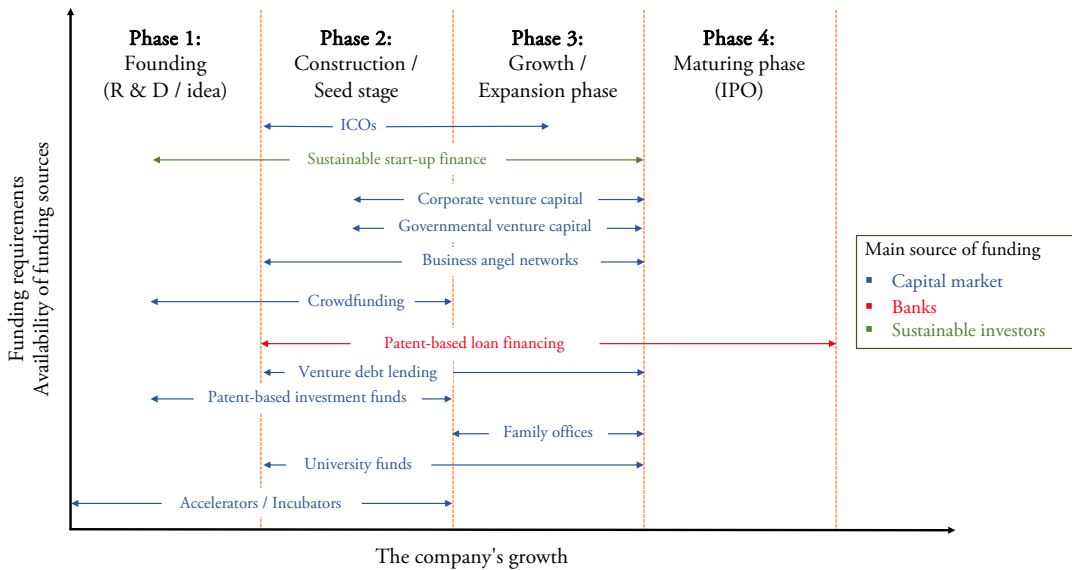 Phase 1:
Founding
(R & D / idea)
Phase 2:
Construction /
Seed stage
Phase 3:
Growth /
Expansion phase
Phase 4:
Maturing phase
(IPO)
Funding requirements
Availability of funding sources
ICOs
Sustainable start-up finance
Corporate venture capital
Governmental venture capital
Business angel networks
Crowdfunding
Patent-based loan financing
Venture debt lending
Patent-based investment funds
Family offices
University funds
Accelerators / Incubators
Main source of funding
Capital market
Banks
Sustainable investors
The company's growth